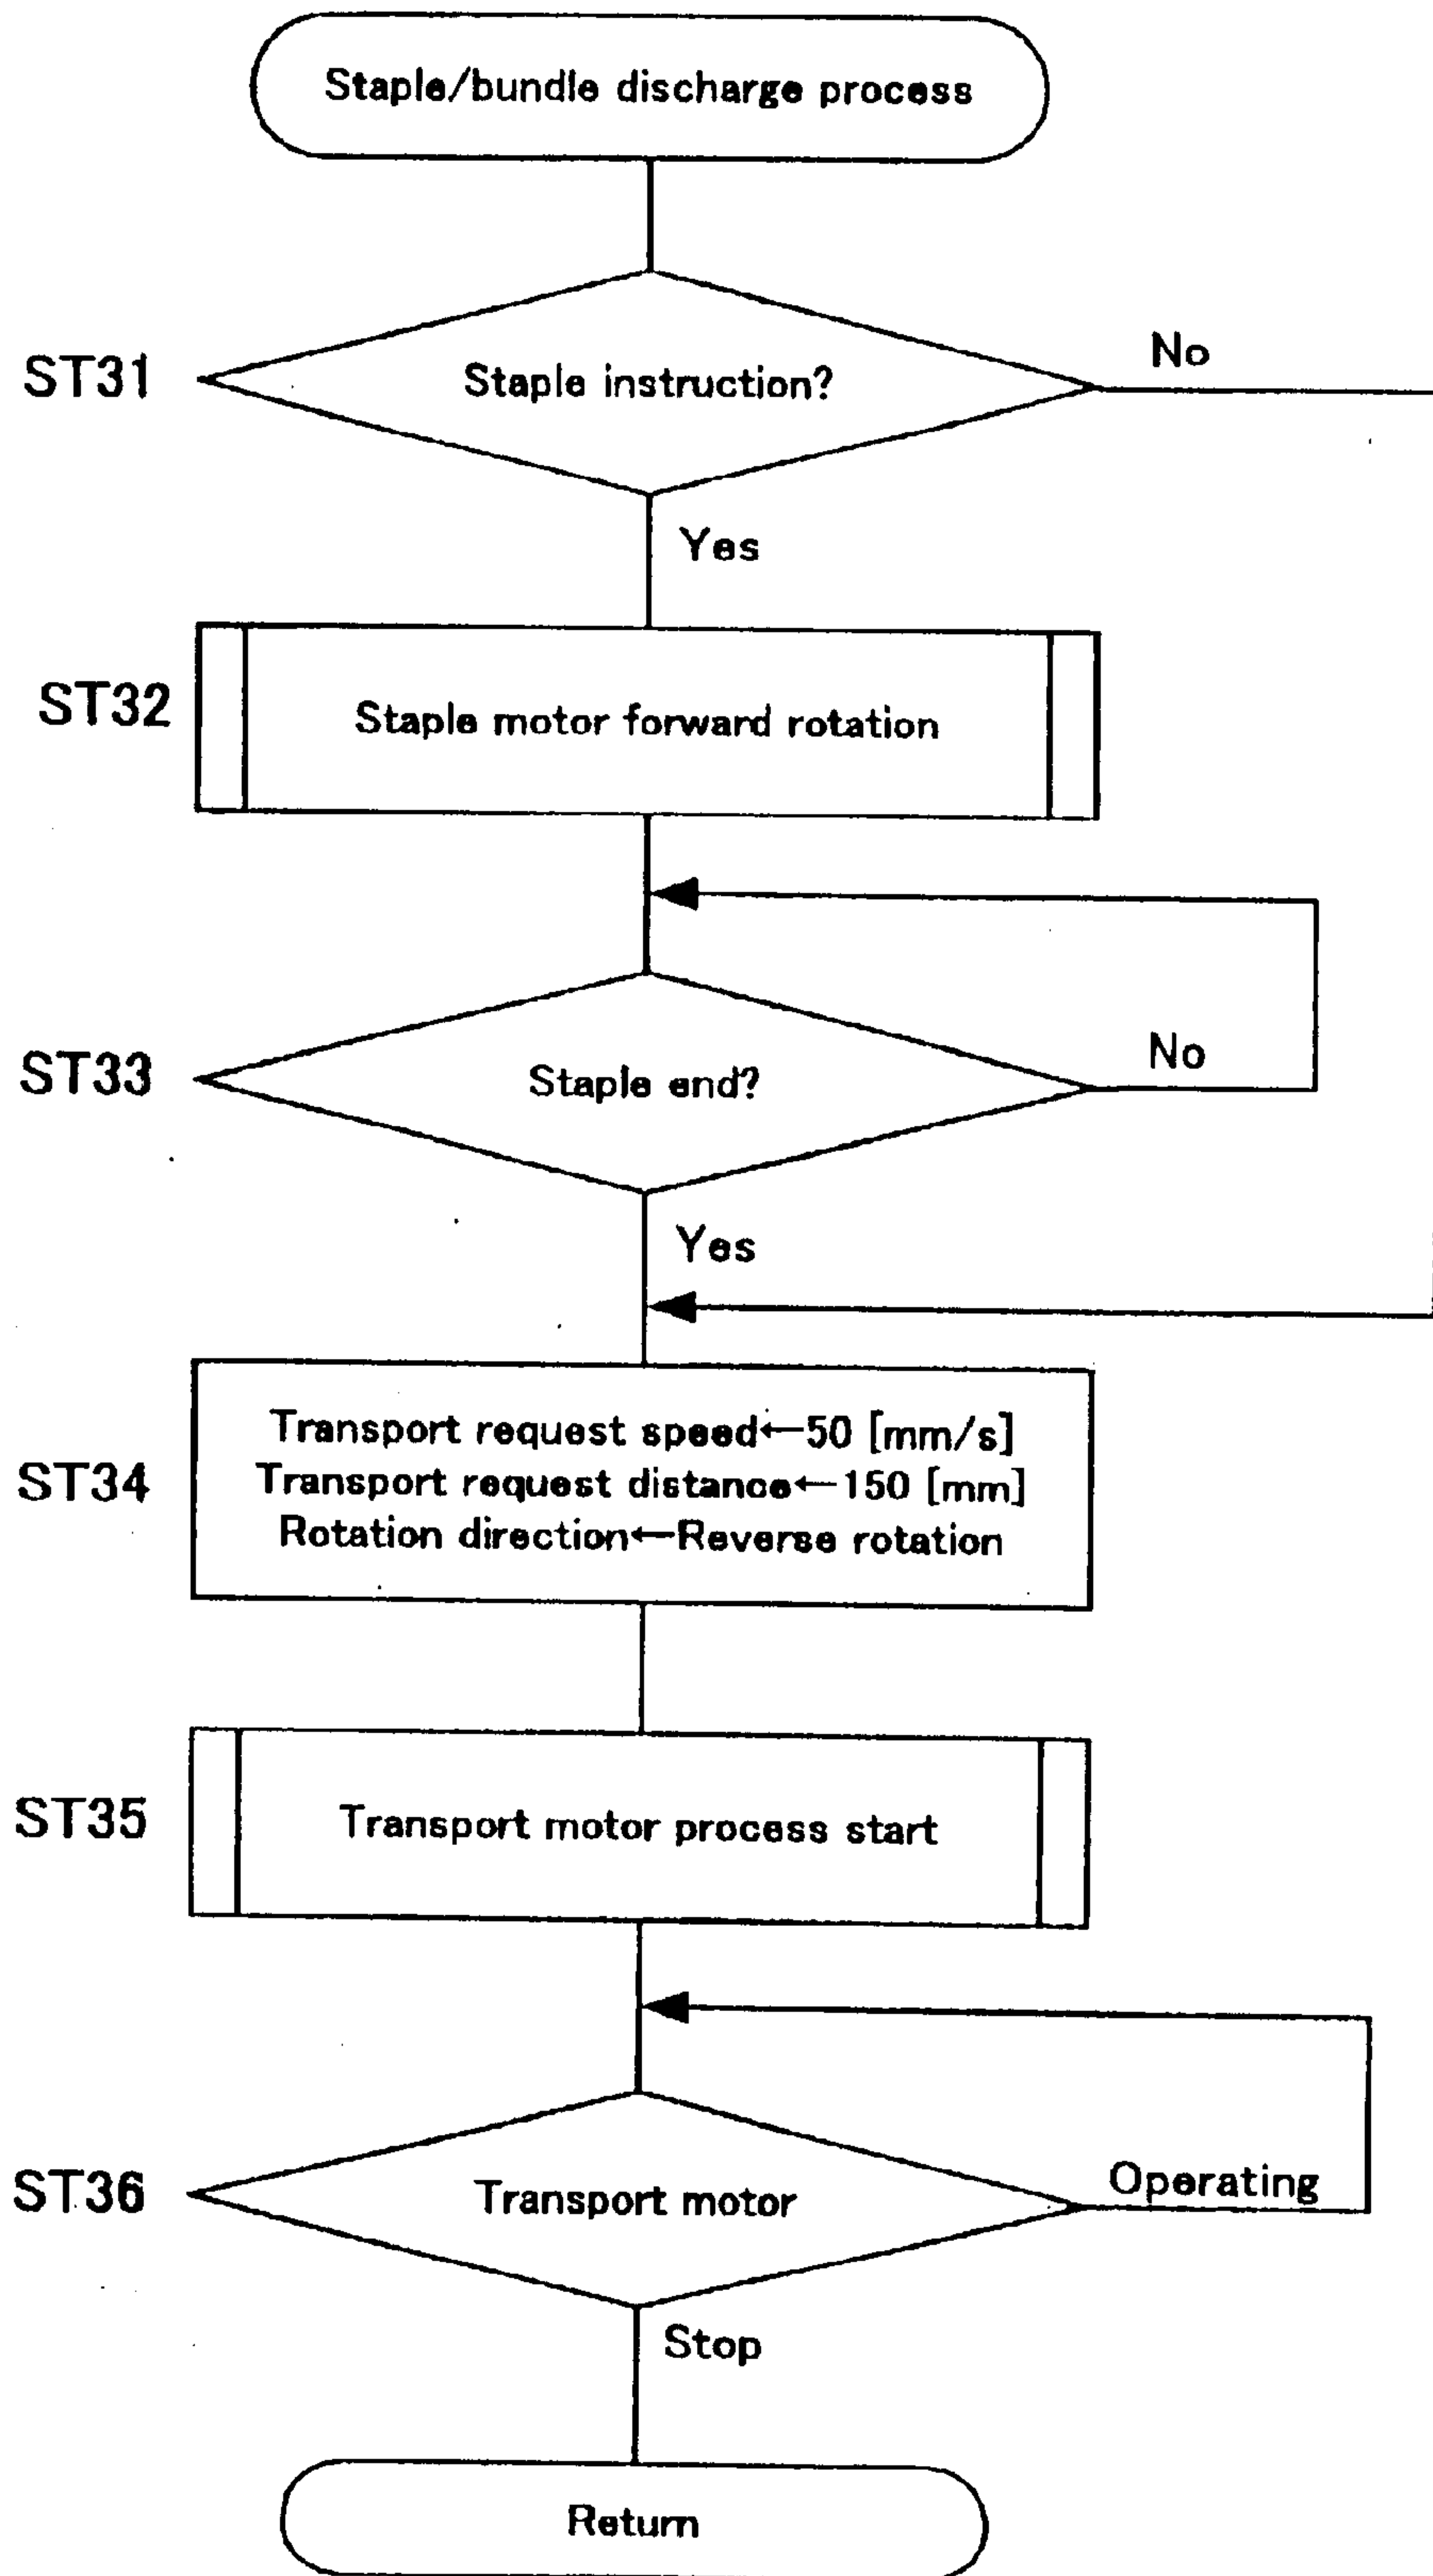 Staple/bundle discharge process
ST31
Staple instruction?
No
Yes
ST32
Staple motor forward rotation
ST33
Staple end?
No
Yes
ST34
Transport request speed←50 [mm/s]
Transport request distance←150 [mm]
Rotation direction←Reverse rotation
ST35
Transport motor process start
ST36
Transport motor
Operating
Stop
Return